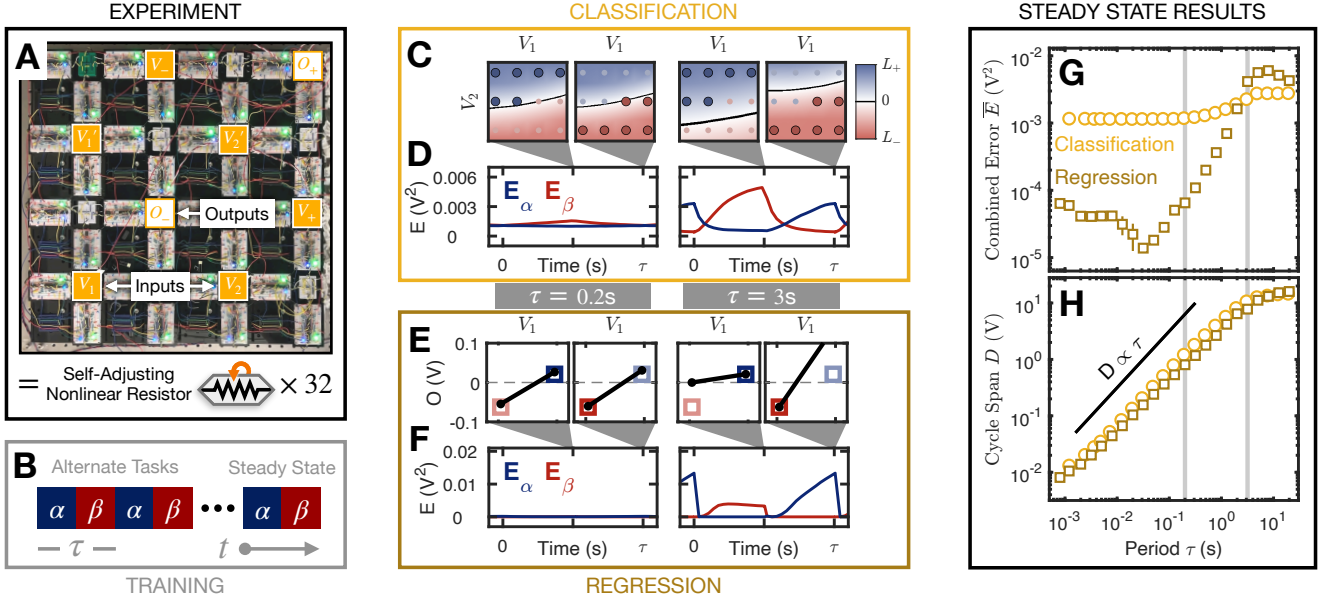 EXPERIMENT
A
V₋
O₊
V₁′
V₂′
O₋
Outputs
V₊
V₁
Inputs
V₂
= Self-Adjusting
Nonlinear Resistor
× 32
B
Alternate Tasks
Steady State
α β α β ••• α β
τ
t
TRAINING
CLASSIFICATION
C
V₁ V₁ V₁ V₁
V₂
L₊
0
L₋
D
E (V²)
0.006
0.003
0
E_α E_β
0 Time (s) τ
0 Time (s) τ
τ = 0.2s
τ = 3s
V₁ V₁ V₁ V₁
E
O (V)
0.1
0
-0.1
F
E (V²)
0.02
0.01
0
E_α E_β
0 Time (s) τ
0 Time (s) τ
REGRESSION
STEADY STATE RESULTS
G
Combined Error E̅ (V²)
10⁻²
10⁻³
10⁻⁴
10⁻⁵
Classification
Regression
H
Cycle Span D (V)
10¹
10⁰
10⁻¹
10⁻²
D ∝ τ
10⁻³ 10⁻² 10⁻¹ 10⁰ 10¹
Period τ (s)